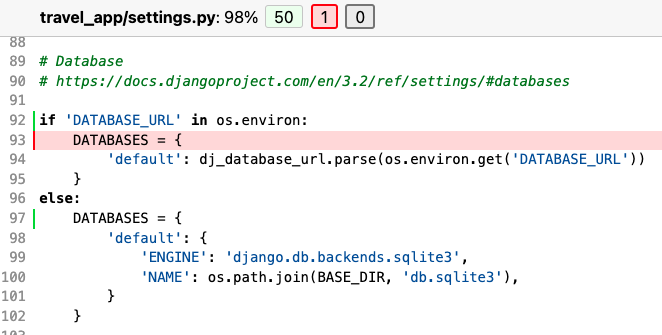 travel_app/settings.py: 98% 50 1 0
88
89 # Database
90 # https://docs.djangoproject.com/en/3.2/ref/settings/#databases
91
92 if 'DATABASE_URL' in os.environ:
93     DATABASES = {
94         'default': dj_database_url.parse(os.environ.get('DATABASE_URL'))
95     }
96 else:
97     DATABASES = {
98         'default': {
99             'ENGINE': 'django.db.backends.sqlite3',
100             'NAME': os.path.join(BASE_DIR, 'db.sqlite3'),
101         }
102     }
103